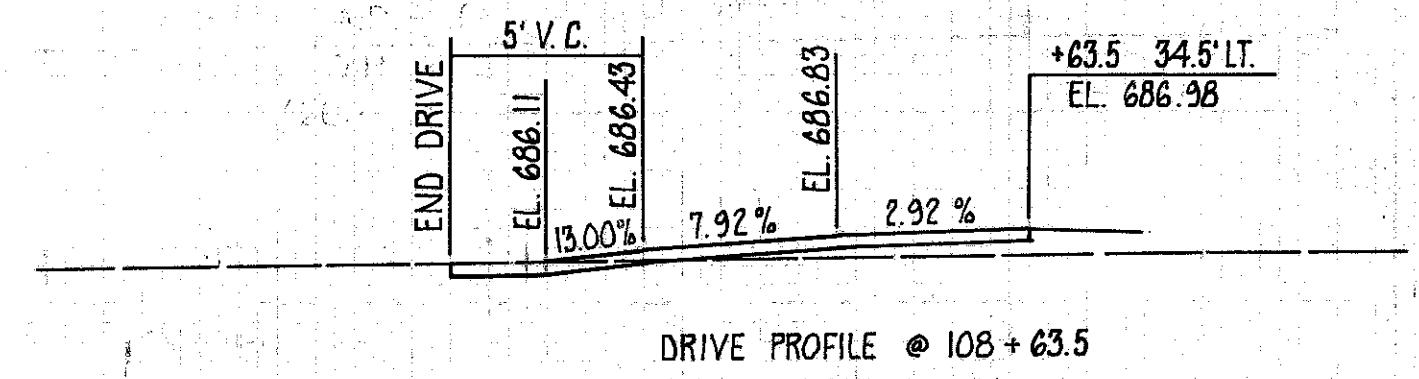 5' V. C.
END DRIVE
EL. 686.11
EL. 686.43
EL. 686.83
+63.5 34.5' LT.
EL. 686.98
13.00%
7.92 %
2.92 %
DRIVE PROFILE @ 108 + 63.5